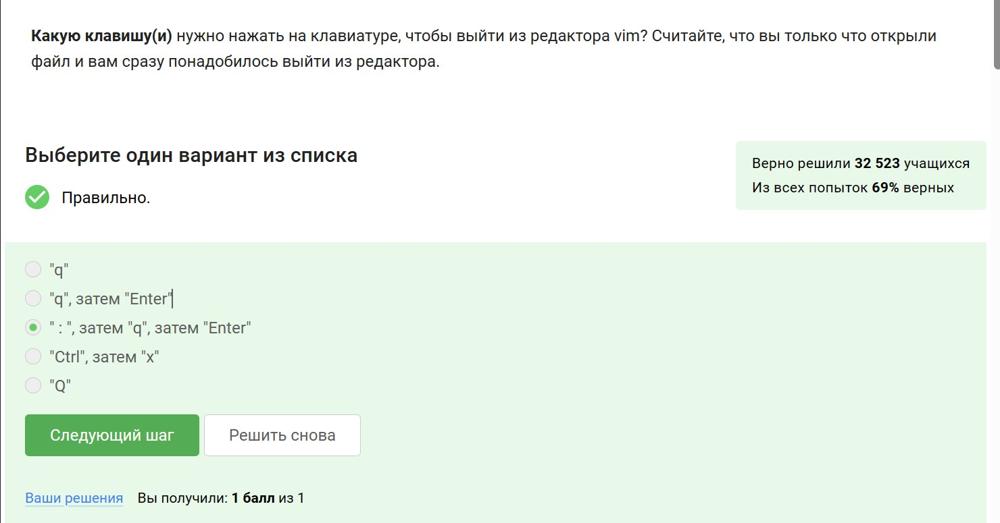 Какую клавишу(и) нужно нажать на клавиатуре, чтобы выйти из редактора vim? Считайте, что вы только что открыли
файл и вам сразу понадобилось выйти из редактора.
Выберите один вариант из списка
Правильно.
Верно решили 32 523 учащихся
Из всех попыток 69% верных
"q"
"q", затем "Enter"
" : ", затем "q", затем "Enter"
"Ctrl", затем "x"
"Q"
Следующий шаг
Решить снова
Ваши решения Вы получили: 1 балл из 1